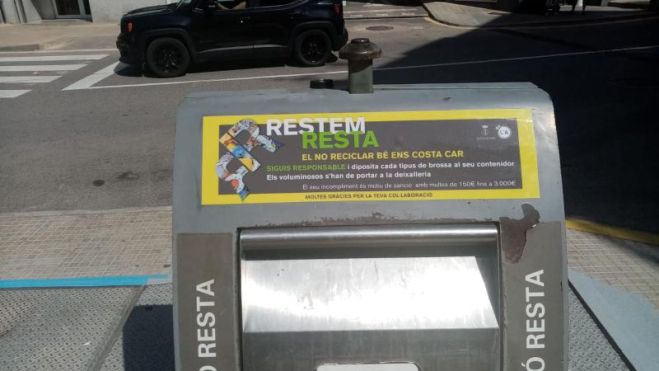 RESTEM
RESTA
EL NO RECICLAR BÉ ENS COSTA CAR
SIGUIS RESPONSABLE i diposita cada tipus de brossa al seu contenidor
Els voluminosos s'han de portar a la deixalleria
El seu incompliment és motiu de sanció amb multes de 150€ fins a 3.000€
MOLTES GRÀCIES PER LA TEVA COL·LABORACIÓ
Ó RESTA
Ó RESTA